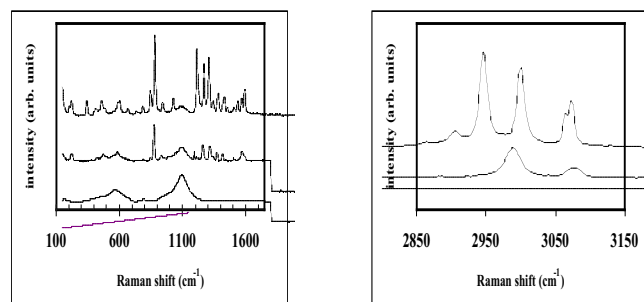 intensity (arb. units)
100 600 1100 1600
Raman shift (cm-1)
intensity (arb. units)
2850 2950 3050 3150
Raman shift (cm-1)